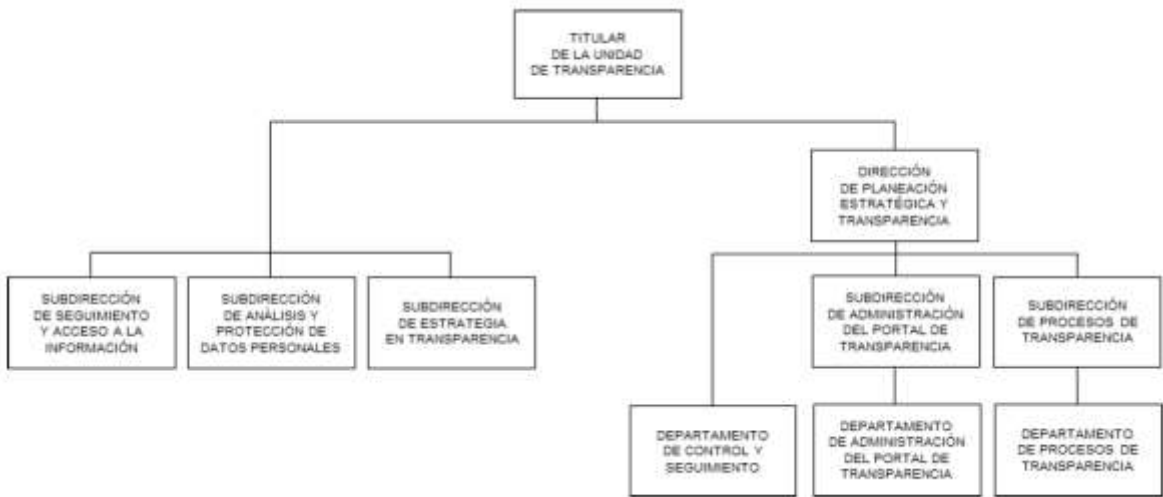 TITULAR
DE LA UNIDAD
DE TRANSPARENCIA
DIRECCIÓN
DE PLANEACIÓN
ESTRATÉGICA Y
TRANSPARENCIA
SUBDIRECCIÓN
DE SEGUIMIENTO
Y ACCESO A LA
INFORMACIÓN
SUBDIRECCIÓN
DE ANÁLISIS Y
PROTECCIÓN DE
DATOS PERSONALES
SUBDIRECCIÓN
DE ESTRATEGIA
EN TRANSPARENCIA
SUBDIRECCIÓN
DE ADMINISTRACIÓN
DEL PORTAL DE
TRANSPARENCIA
SUBDIRECCIÓN
DE PROCESOS DE
TRANSPARENCIA
DEPARTAMENTO
DE CONTROL Y
SEGUIMIENTO
DEPARTAMENTO
DE ADMINISTRACIÓN
DEL PORTAL DE
TRANSPARENCIA
DEPARTAMENTO
DE PROCESOS DE
TRANSPARENCIA